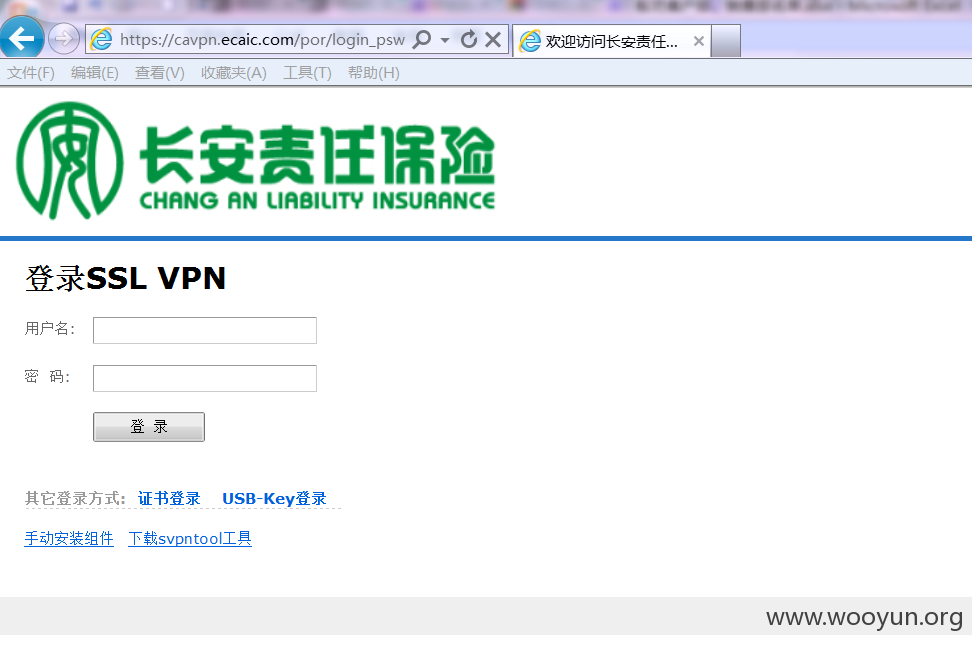 https://cavpn.ecaic.com/por/login_psw
欢迎访问长安责任...
文件(F) 编辑(E) 查看(V) 收藏夹(A) 工具(T) 帮助(H)
长安责任保险
CHANG AN LIABILITY INSURANCE
登录SSL VPN
用户名:
密 码:
登 录
其它登录方式: 证书登录 USB-Key登录
手动安装组件 下载svpntool工具
www.wooyun.org